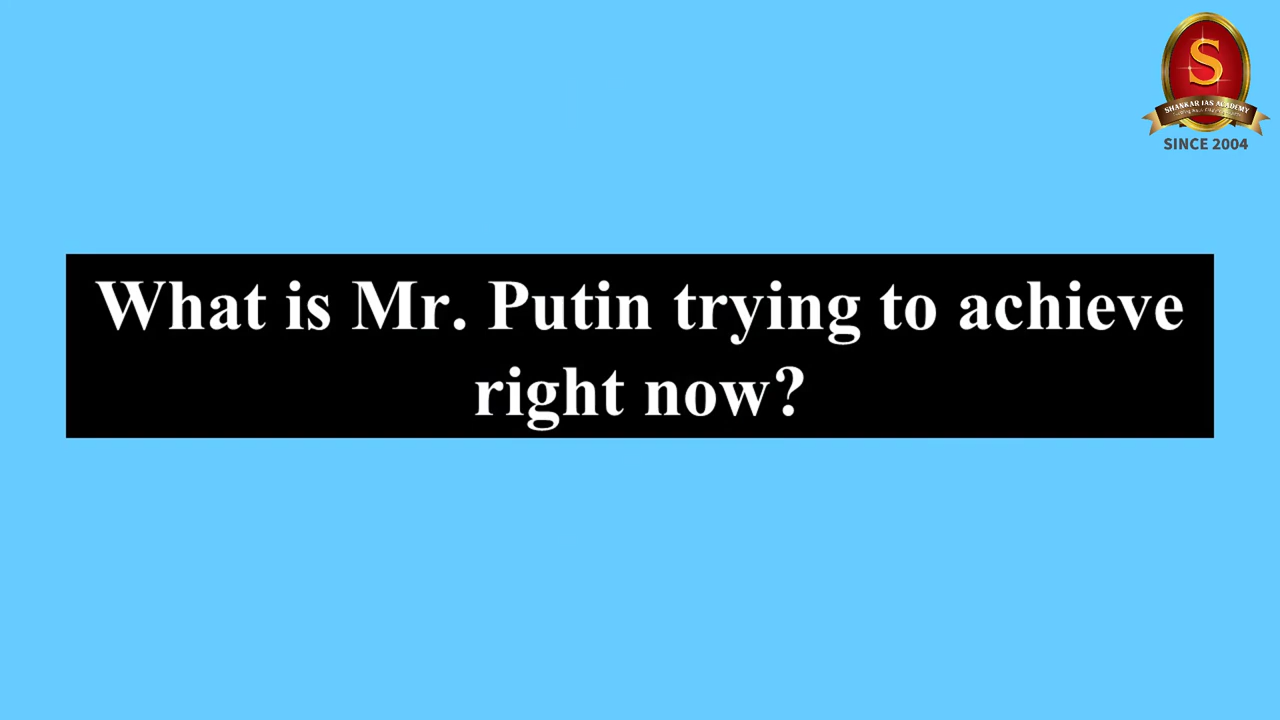 S
SHANKAR IAS ACADEMY
SINCE 2004
What is Mr. Putin trying to achieve
right now?